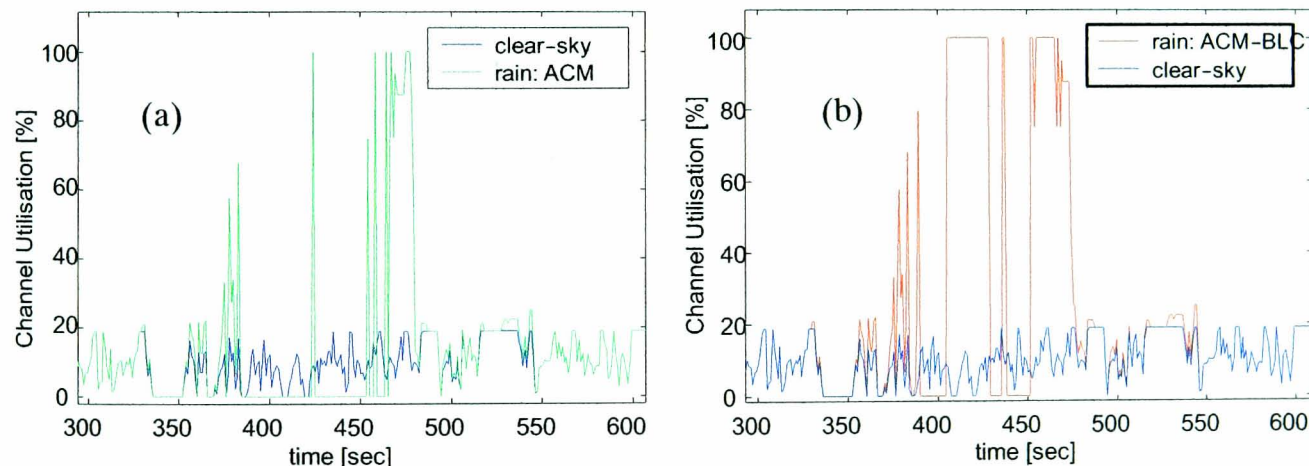 (a)
clear-sky
rain: ACM
Channel Utilisation [%]
100
80
60
40
20
0
300 350 400 450 500 550 600
time [sec]
(b)
rain: ACM-BLC
clear-sky
Channel Utilisation [%]
100
80
60
40
20
0
300 350 400 450 500 550 600
time [sec]